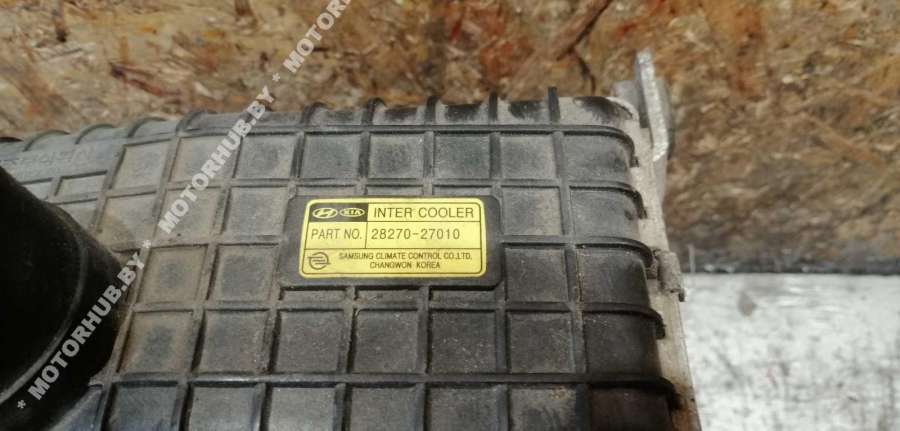 KIA INTER COOLER
PART NO. 28270-27010
SAMSUNG CLIMATE CONTROL CO.,LTD.
CHANGWON KOREA
* MOTORHUB.BY * MOTORHUB.BY * MOTORHUB.BY